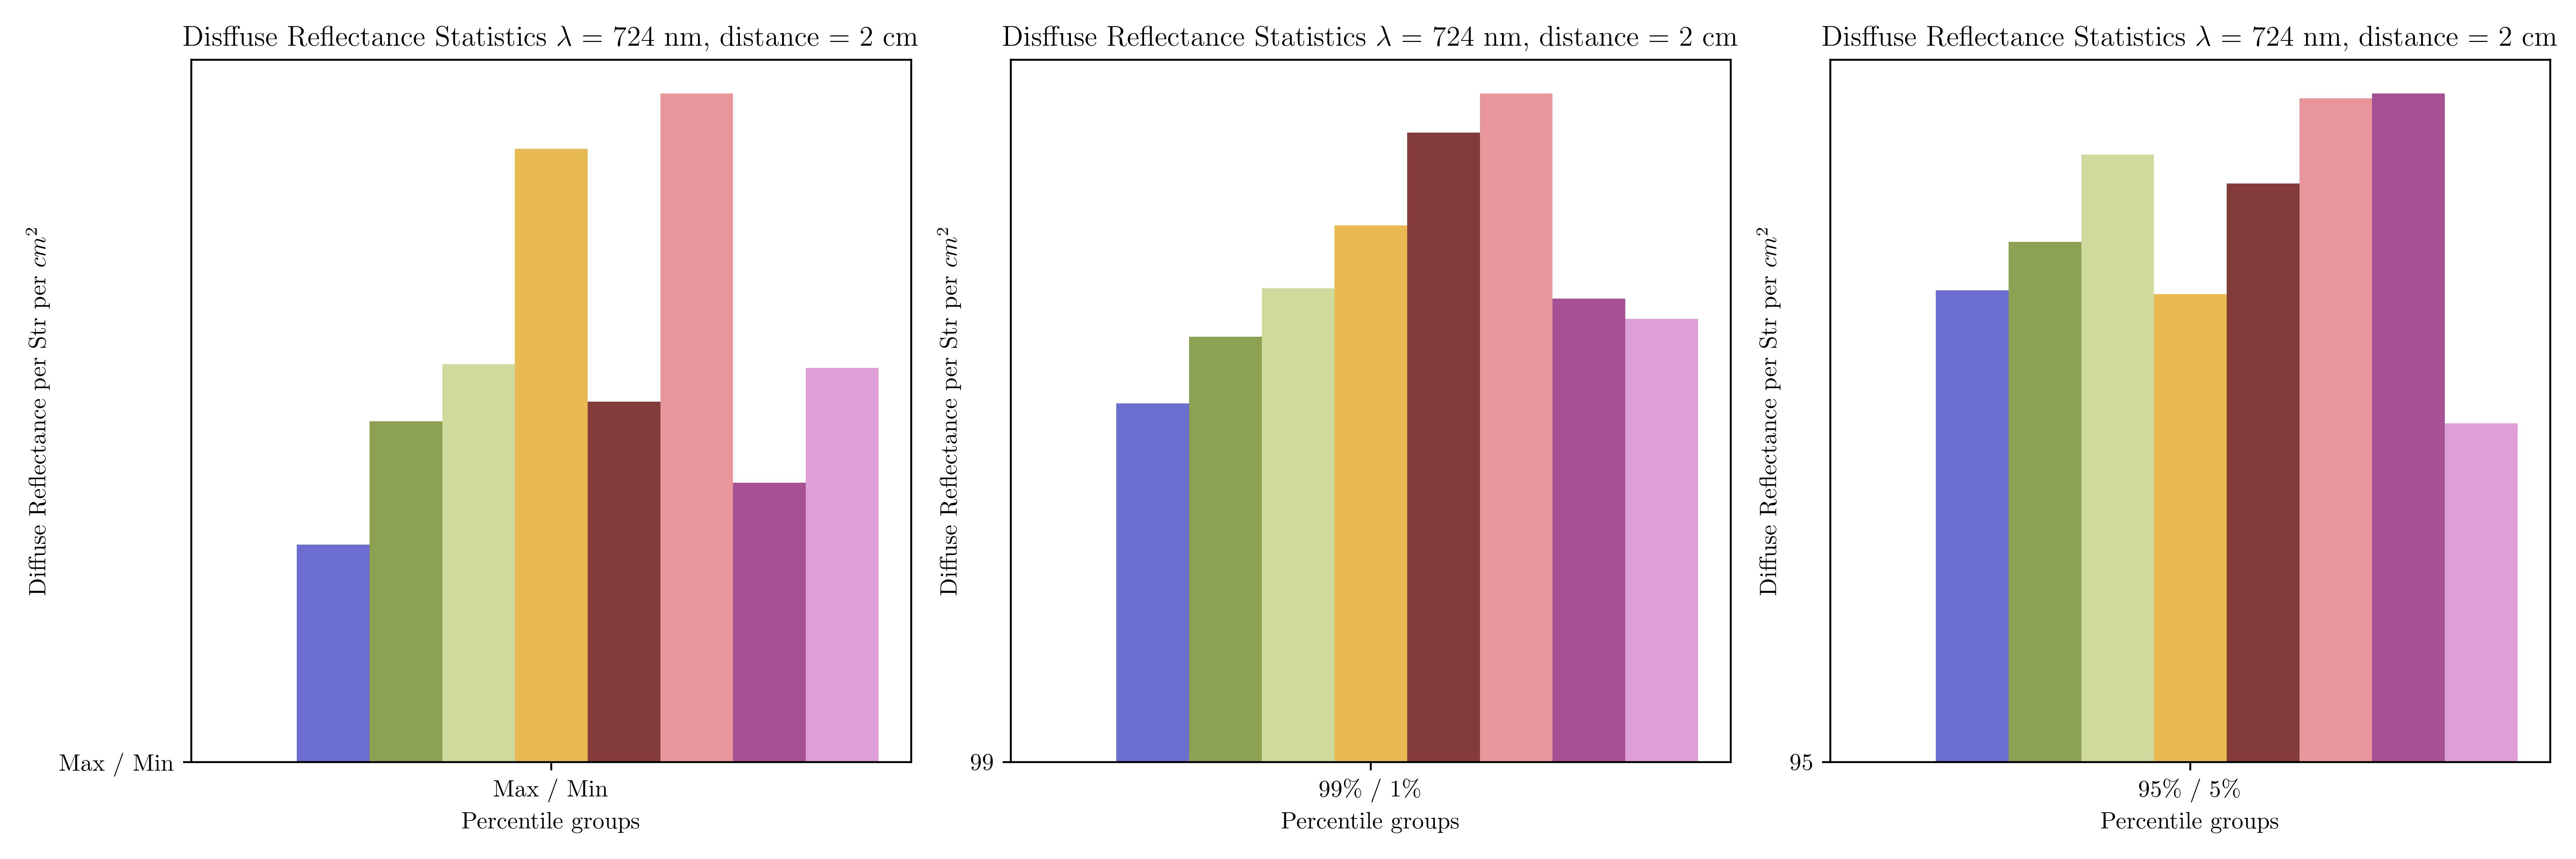 Disffuse Reflectance Statistics λ = 724 nm, distance = 2 cm
Diffuse Reflectance per Str per cm²
Max / Min
Max / Min
Percentile groups
Disffuse Reflectance Statistics λ = 724 nm, distance = 2 cm
Diffuse Reflectance per Str per cm²
99
99% / 1%
Percentile groups
Disffuse Reflectance Statistics λ = 724 nm, distance = 2 cm
Diffuse Reflectance per Str per cm²
95
95% / 5%
Percentile groups